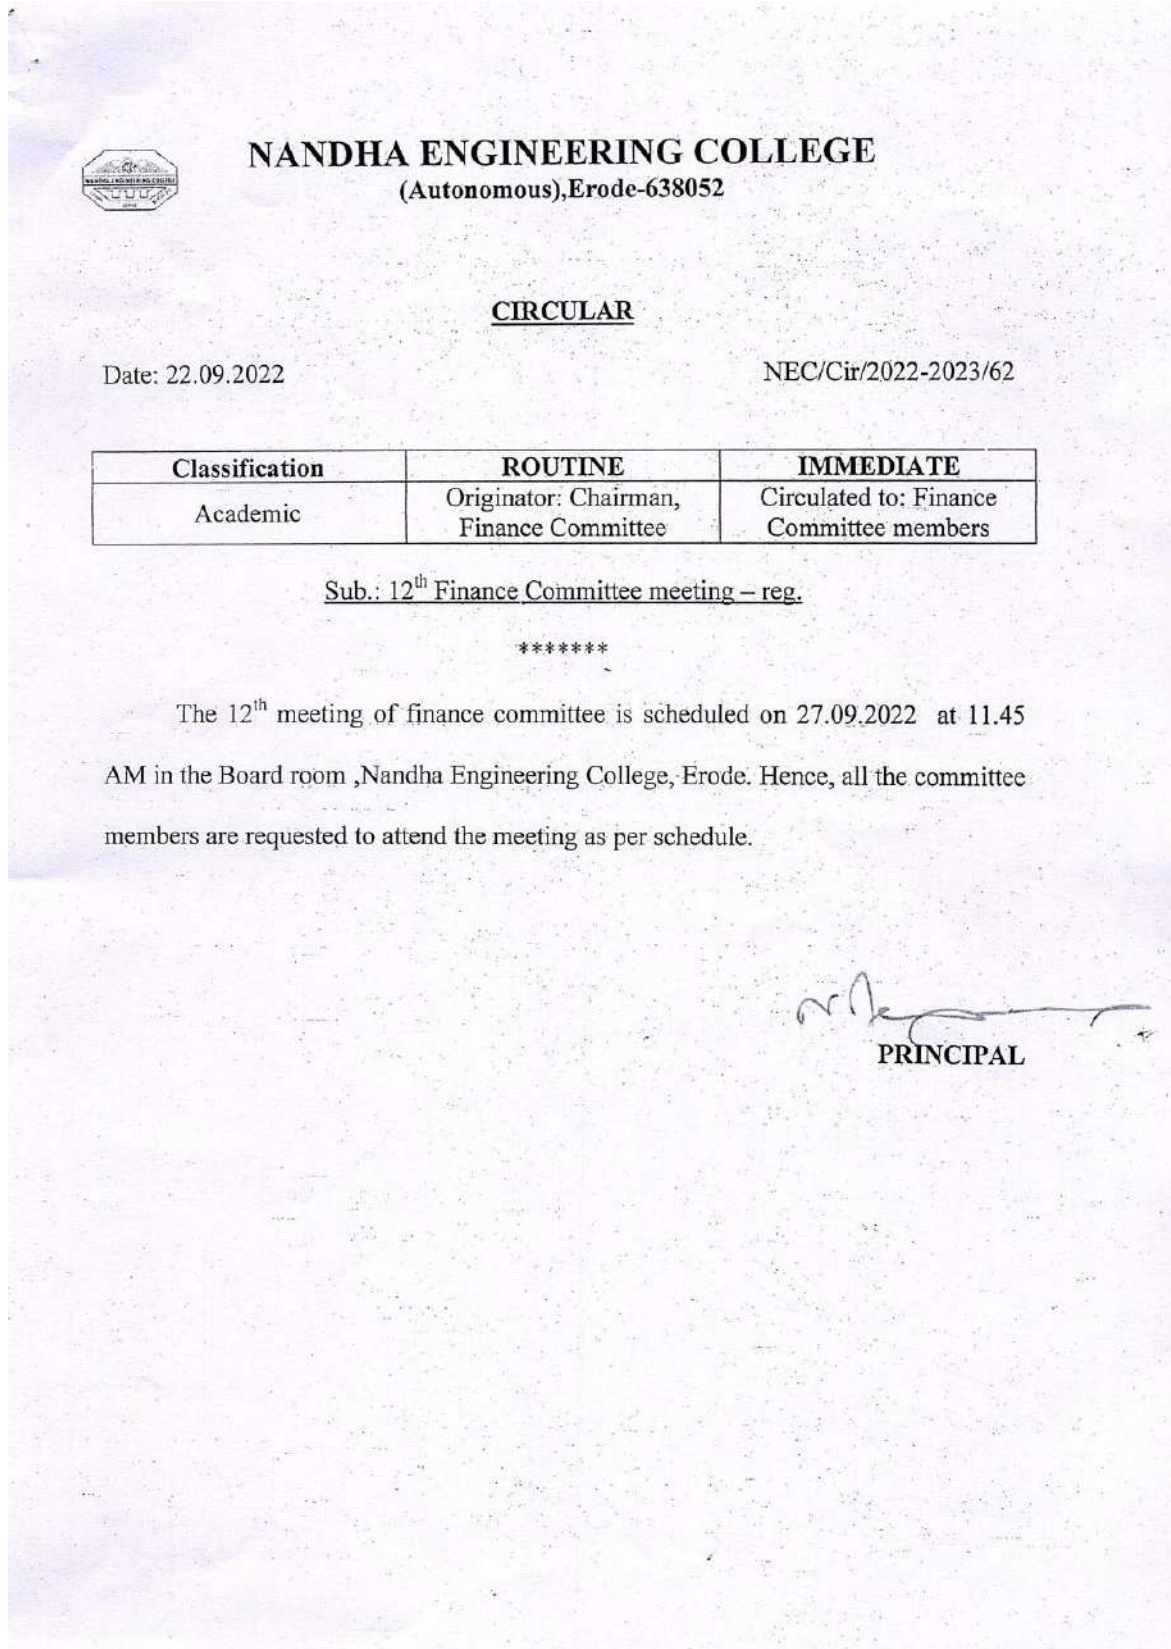 NANDHA ENGINEERING COLLEGE
(Autonomous),Erode-638052
NANDHA ENGINEERING COLLEGE
CIRCULAR
Date: 22.09.2022 NEC/Cir/2022-2023/62
Classification ROUTINE IMMEDIATE
Academic Originator: Chairman, Finance Committee Circulated to: Finance Committee members
Sub.: 12th Finance Committee meeting – reg.
*******
The 12th meeting of finance committee is scheduled on 27.09.2022 at 11.45
AM in the Board room ,Nandha Engineering College, Erode. Hence, all the committee
members are requested to attend the meeting as per schedule.
PRINCIPAL